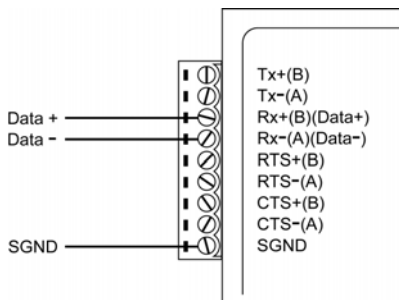 Tx+(B)
Tx-(A)
Data + Rx+(B)(Data+)
Data - Rx-(A)(Data-)
RTS+(B)
RTS-(A)
CTS+(B)
CTS-(A)
SGND SGND